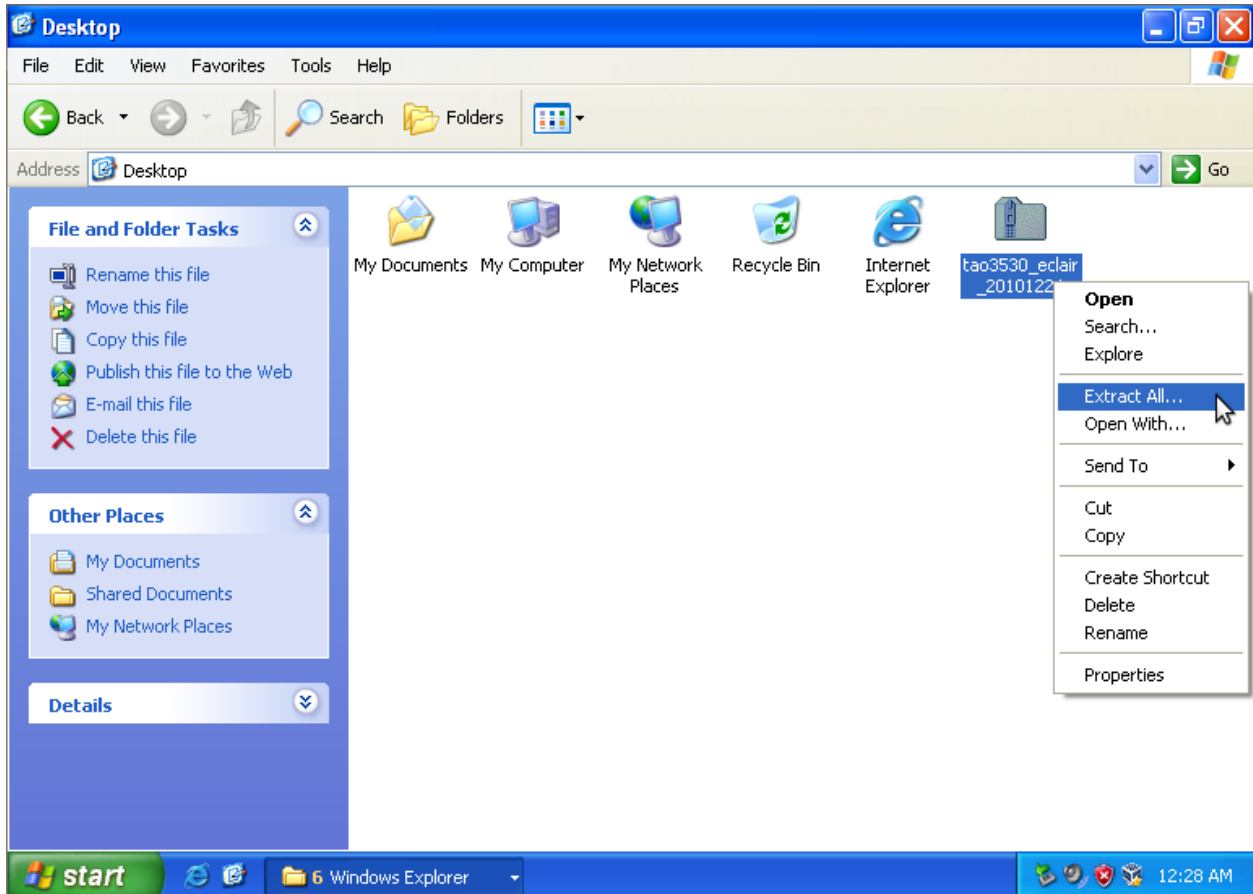 Desktop
File Edit View Favorites Tools Help
Back Search Folders
Address Desktop Go
File and Folder Tasks
Rename this file
Move this file
Copy this file
Publish this file to the Web
E-mail this file
Delete this file
Other Places
My Documents
Shared Documents
My Network Places
Details
My Documents
My Computer
My Network
Places
Recycle Bin
Internet
Explorer
tao3530_eclair
Open
Search...
Explore
Extract All...
Open With...
Send To
Cut
Copy
Create Shortcut
Delete
Rename
Properties
start
6 Windows Explorer
12:28 AM